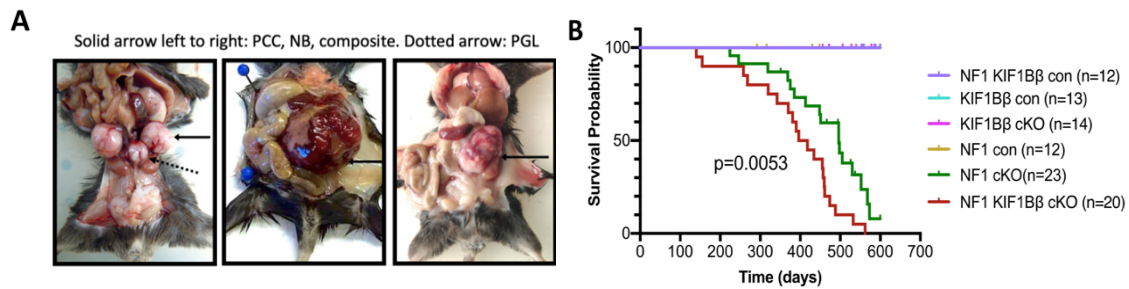 A
Solid arrow left to right: PCC, NB, composite. Dotted arrow: PGL
B
Survival Probability
100
50
0
p=0.0053
0 100 200 300 400 500 600 700
Time (days)
NF1 KIF1Bβ con (n=12)
KIF1Bβ con (n=13)
KIF1Bβ cKO (n=14)
NF1 con (n=12)
NF1 cKO(n=23)
NF1 KIF1Bβ cKO (n=20)